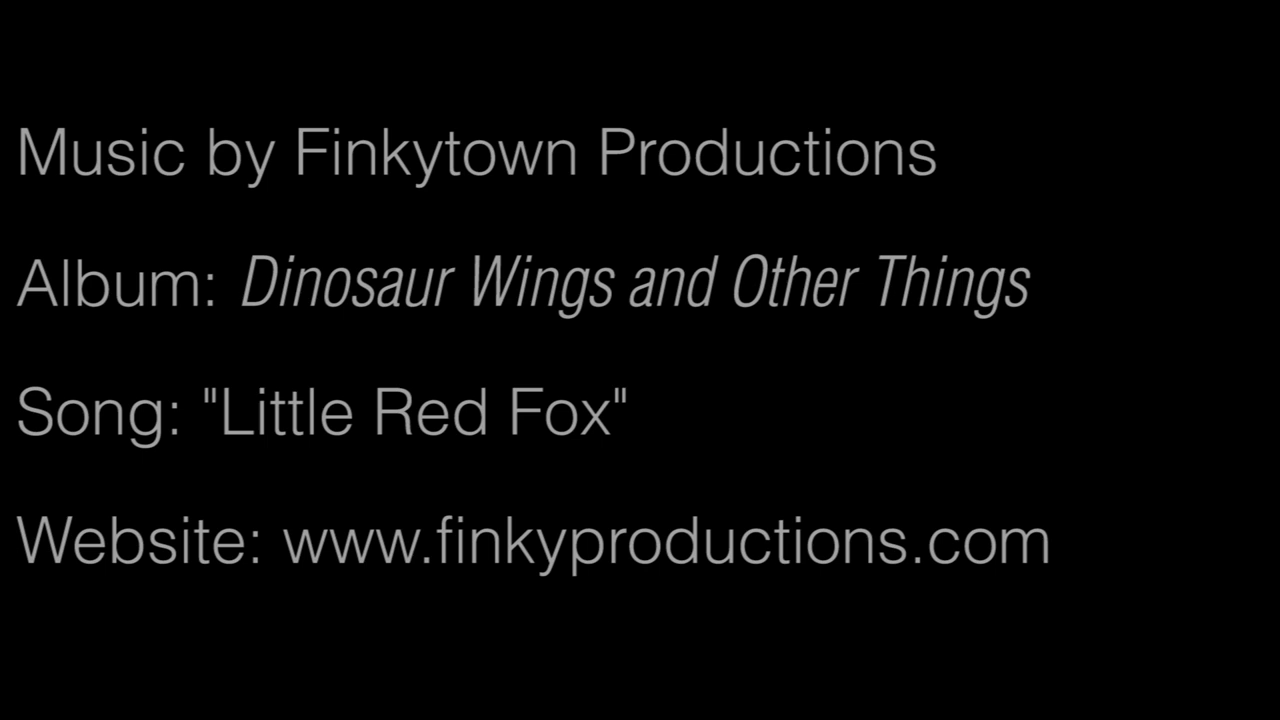 Music by Finkytown Productions
Album: Dinosaur Wings and Other Things
Song: "Little Red Fox"
Website: www.finkyproductions.com